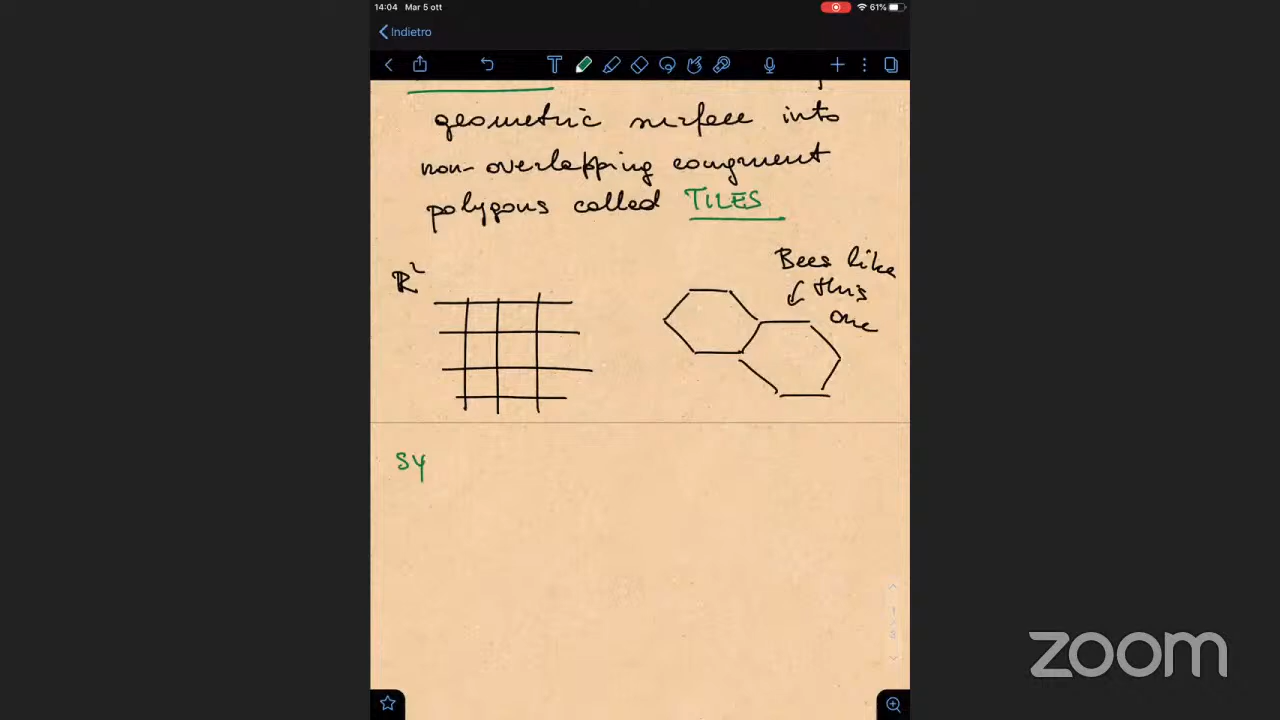 14:04 Mar 5 ott
61%
Indietro
geometric surface into
non-overlapping congruent
polygons called TILES
R²
Bees like
this
one
Sy
zoom